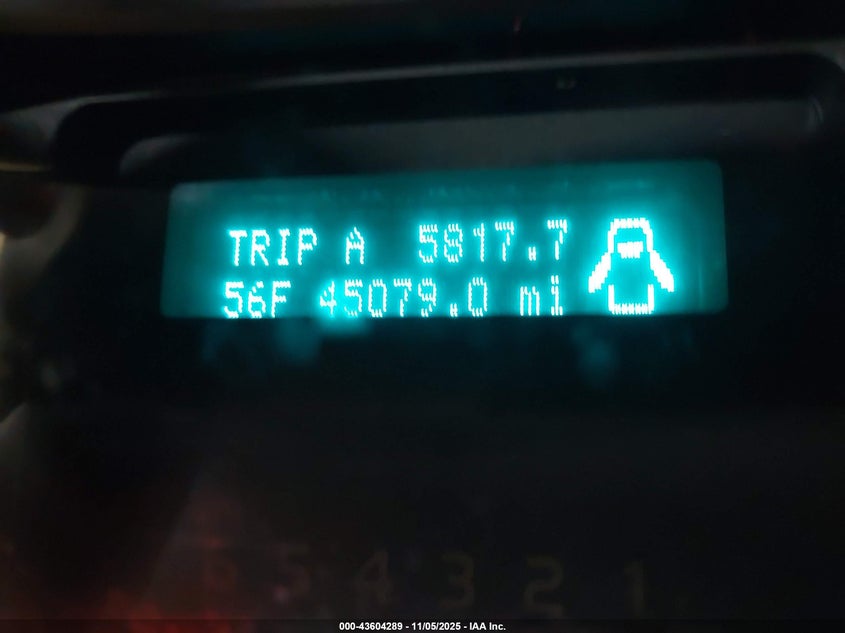 TRIP A 5817.7
56F 45079.0 mi
6 5 4 3 2 1
000-43604289 - 11/05/2025 - IAA Inc.